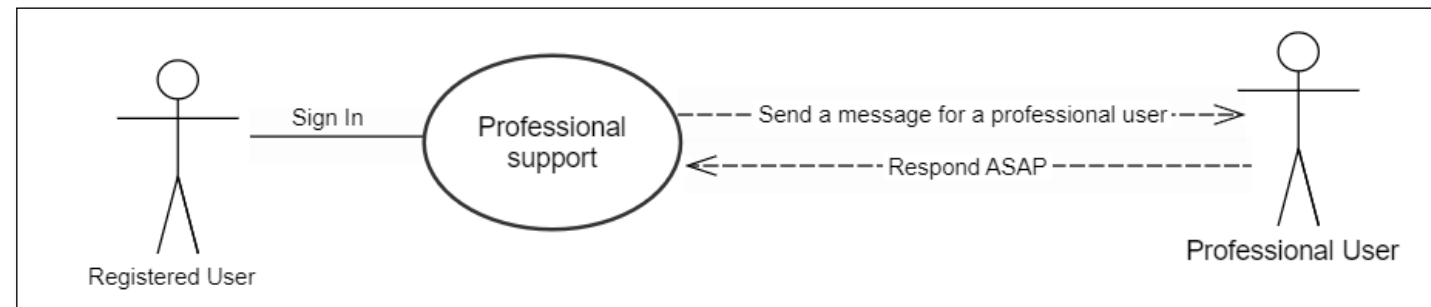 Sign In
Professional
support
Send a message for a professional user
Respond ASAP
Registered User
Professional User